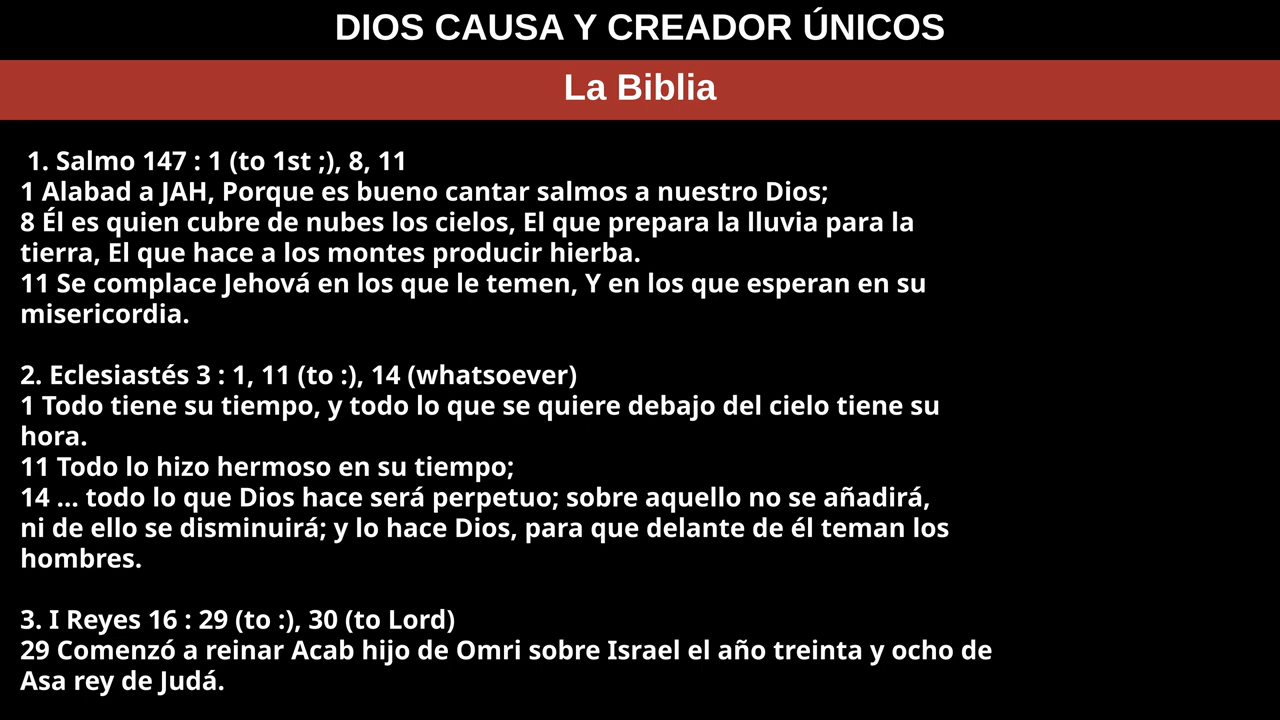 DIOS CAUSA Y CREADOR ÚNICOS
La Biblia
1. Salmo 147 : 1 (to 1st ;), 8, 11
1 Alabad a JAH, Porque es bueno cantar salmos a nuestro Dios;
8 Él es quien cubre de nubes los cielos, El que prepara la lluvia para la
tierra, El que hace a los montes producir hierba.
11 Se complace Jehová en los que le temen, Y en los que esperan en su
misericordia.
2. Eclesiastés 3 : 1, 11 (to :), 14 (whatsoever)
1 Todo tiene su tiempo, y todo lo que se quiere debajo del cielo tiene su
hora.
11 Todo lo hizo hermoso en su tiempo;
14 ... todo lo que Dios hace será perpetuo; sobre aquello no se añadirá,
ni de ello se disminuirá; y lo hace Dios, para que delante de él teman los
hombres.
3. I Reyes 16 : 29 (to :), 30 (to Lord)
29 Comenzó a reinar Acab hijo de Omri sobre Israel el año treinta y ocho de
Asa rey de Judá.